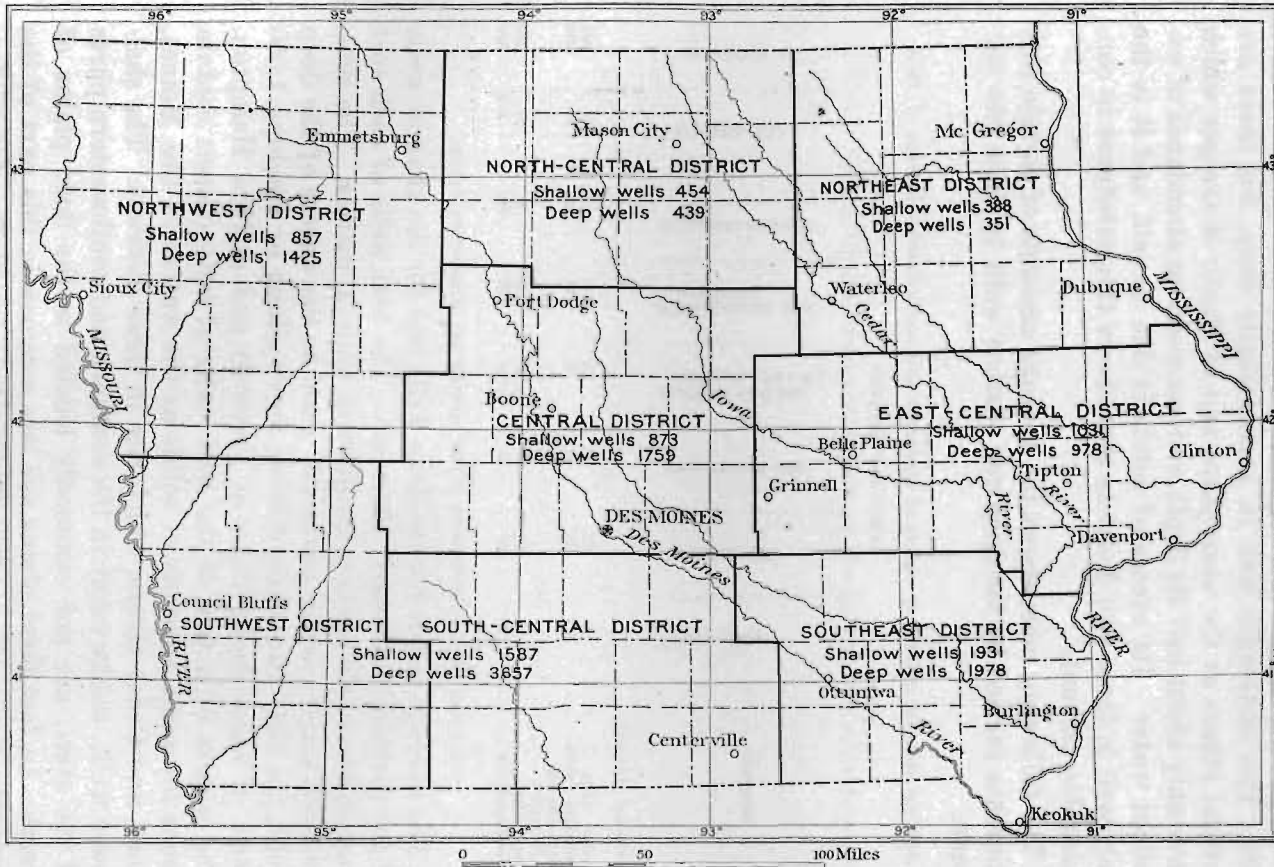 96° 95° 94° 93° 92° 91°
Emmetsburg
Mason City
Mc Gregor
43° 43°
NORTH-CENTRAL DISTRICT
Shallow wells 454
Deep wells 439
NORTHEAST DISTRICT
Shallow wells 388
Deep wells 351
NORTHWEST DISTRICT
Shallow wells 857
Deep wells 1425
Sioux City
Fort Dodge
Waterloo
Dubuque
MISSISSIPPI
MISSOURI
Cedar
Boone
Iowa
42° 42°
CENTRAL DISTRICT
Shallow wells 873
Deep wells 1759
EAST-CENTRAL DISTRICT
Shallow wells 1031
Deep wells 978
Belle Plaine
Tipton
Clinton
Grinnell
River
River
DES MOINES
Des Moines
Davenport
Council Bluffs
SOUTHWEST DISTRICT
SOUTH-CENTRAL DISTRICT
Shallow wells 1587
Deep wells 3657
SOUTHEAST DISTRICT
Shallow wells 1931
Deep wells 1978
RIVER
RIVER
41° 41°
Ottumwa
Burlington
Centerville
River
Keokuk
96° 95° 94° 93° 92° 91°
0 50 100 Miles